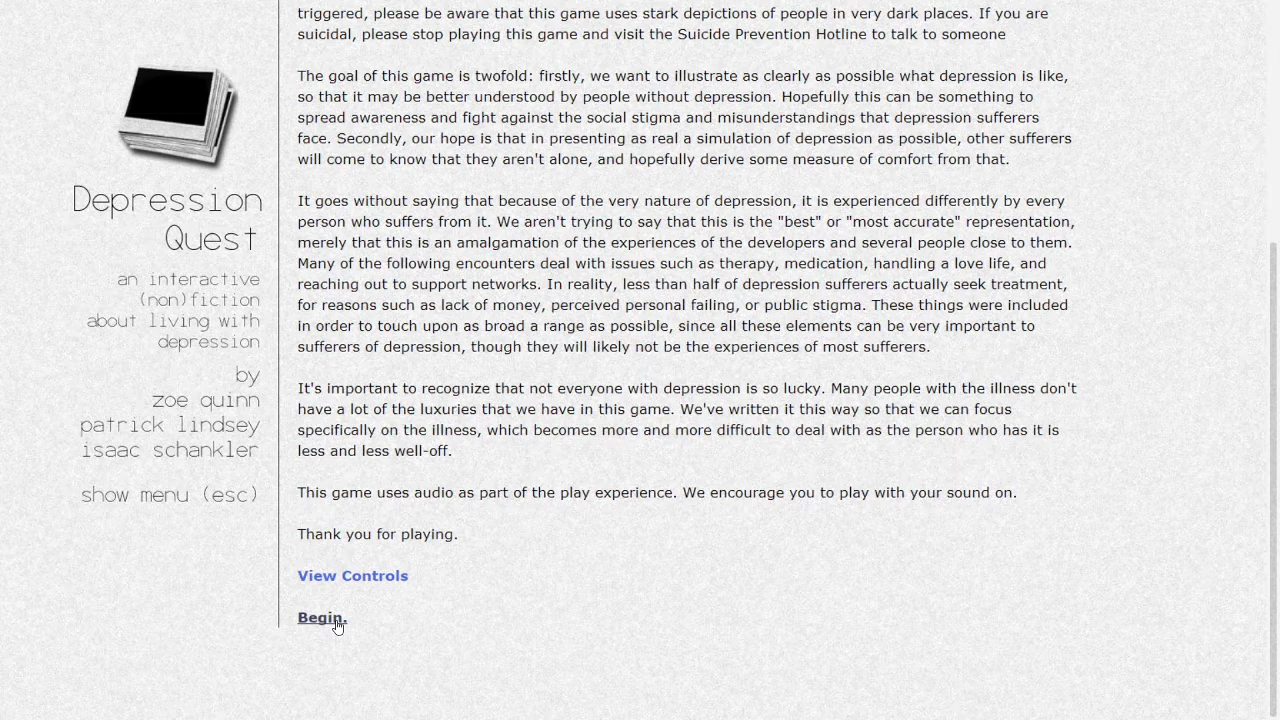 triggered, please be aware that this game uses stark depictions of people in very dark places. If you are
suicidal, please stop playing this game and visit the Suicide Prevention Hotline to talk to someone
The goal of this game is twofold: firstly, we want to illustrate as clearly as possible what depression is like,
so that it may be better understood by people without depression. Hopefully this can be something to
spread awareness and fight against the social stigma and misunderstandings that depression sufferers
face. Secondly, our hope is that in presenting as real a simulation of depression as possible, other sufferers
will come to know that they aren't alone, and hopefully derive some measure of comfort from that.
It goes without saying that because of the very nature of depression, it is experienced differently by every
person who suffers from it. We aren't trying to say that this is the "best" or "most accurate" representation,
merely that this is an amalgamation of the experiences of the developers and several people close to them.
Many of the following encounters deal with issues such as therapy, medication, handling a love life, and
reaching out to support networks. In reality, less than half of depression sufferers actually seek treatment,
for reasons such as lack of money, perceived personal failing, or public stigma. These things were included
in order to touch upon as broad a range as possible, since all these elements can be very important to
sufferers of depression, though they will likely not be the experiences of most sufferers.
It's important to recognize that not everyone with depression is so lucky. Many people with the illness don't
have a lot of the luxuries that we have in this game. We've written it this way so that we can focus
specifically on the illness, which becomes more and more difficult to deal with as the person who has it is
less and less well-off.
This game uses audio as part of the play experience. We encourage you to play with your sound on.
Thank you for playing.
View Controls
Begin.
Depression
Quest
an interactive
(non)fiction
about living with
depression
by
zoe quinn
patrick lindsey
isaac schankler
show menu (esc)